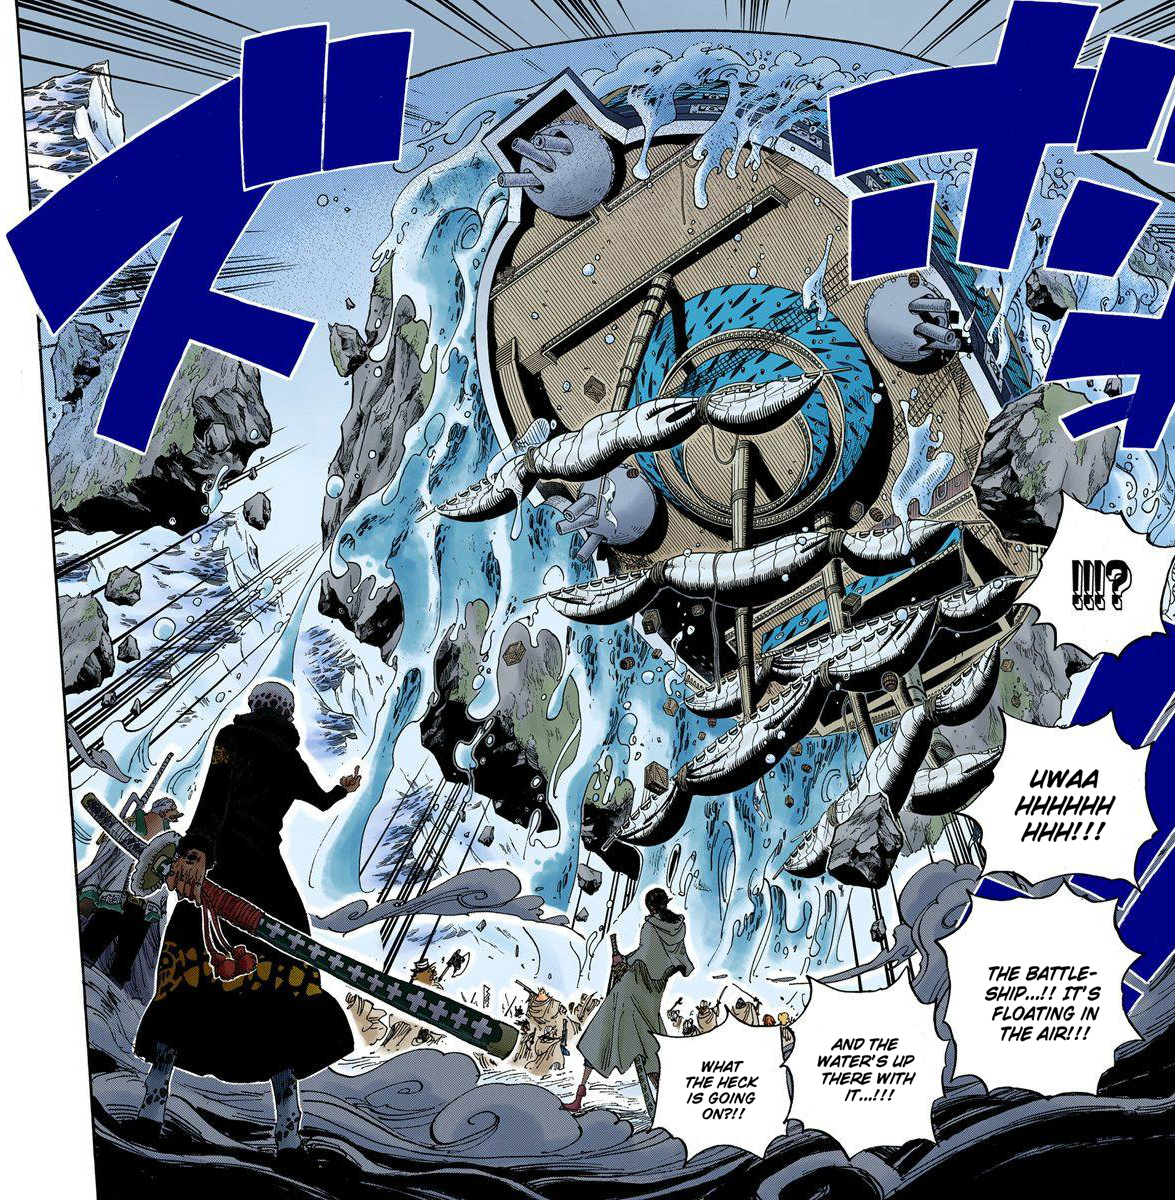 ズ
ボ
!!!?
UWAA
HHHHHH
HHH!!!
THE BATTLE-
SHIP...!! IT'S
FLOATING IN
THE AIR!!!
AND THE
WATER'S UP
THERE WITH
IT...!!!
WHAT
THE HECK
IS GOING
ON?!!